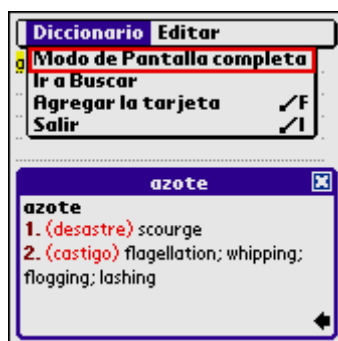 Diccionario Editar
Modo de Pantalla completa
Ir a Buscar
Agregar la tarjeta /F
Salir /I
azote
azote
1. (desastre) scourge
2. (castigo) flagellation; whipping;
flogging; lashing